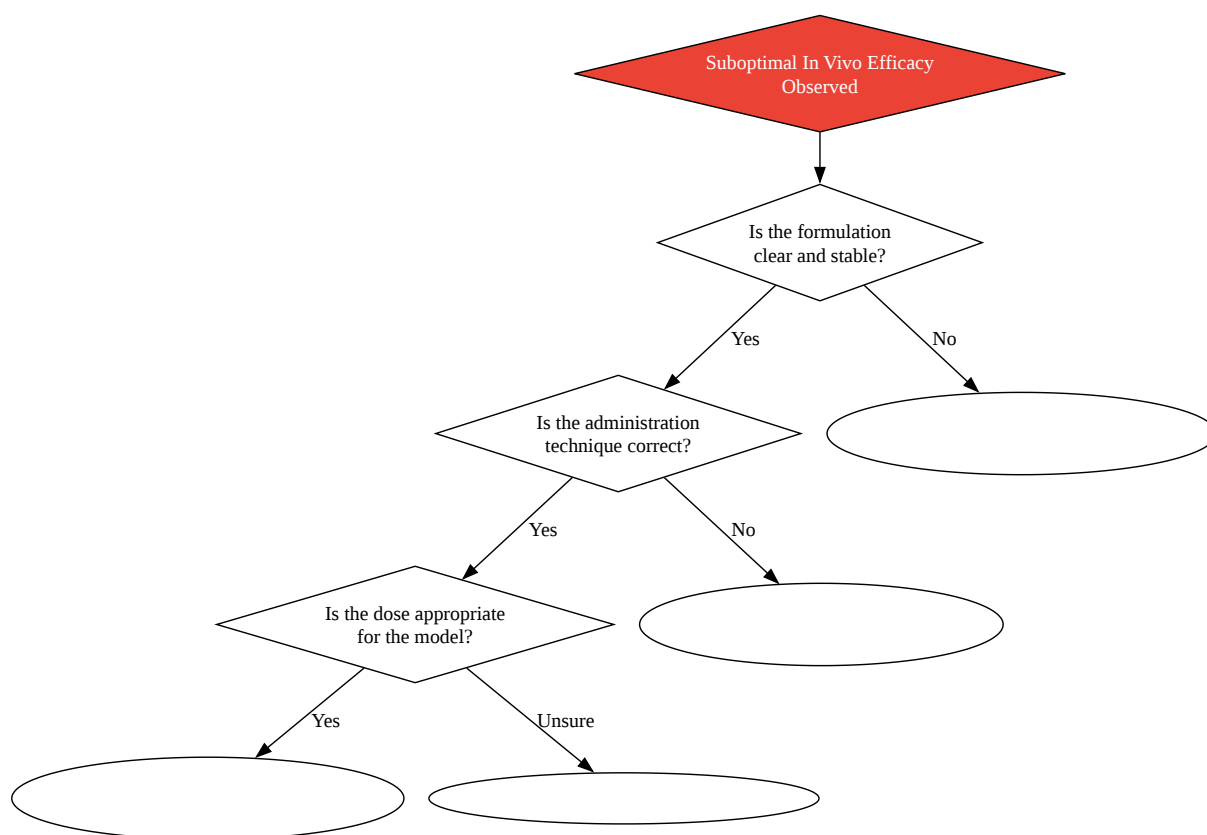 Suboptimal In Vivo Efficacy
Observed
Is the formulation
clear and stable?
Yes
No
Is the administration
technique correct?
Yes
No
Is the dose appropriate
for the model?
Yes
Unsure